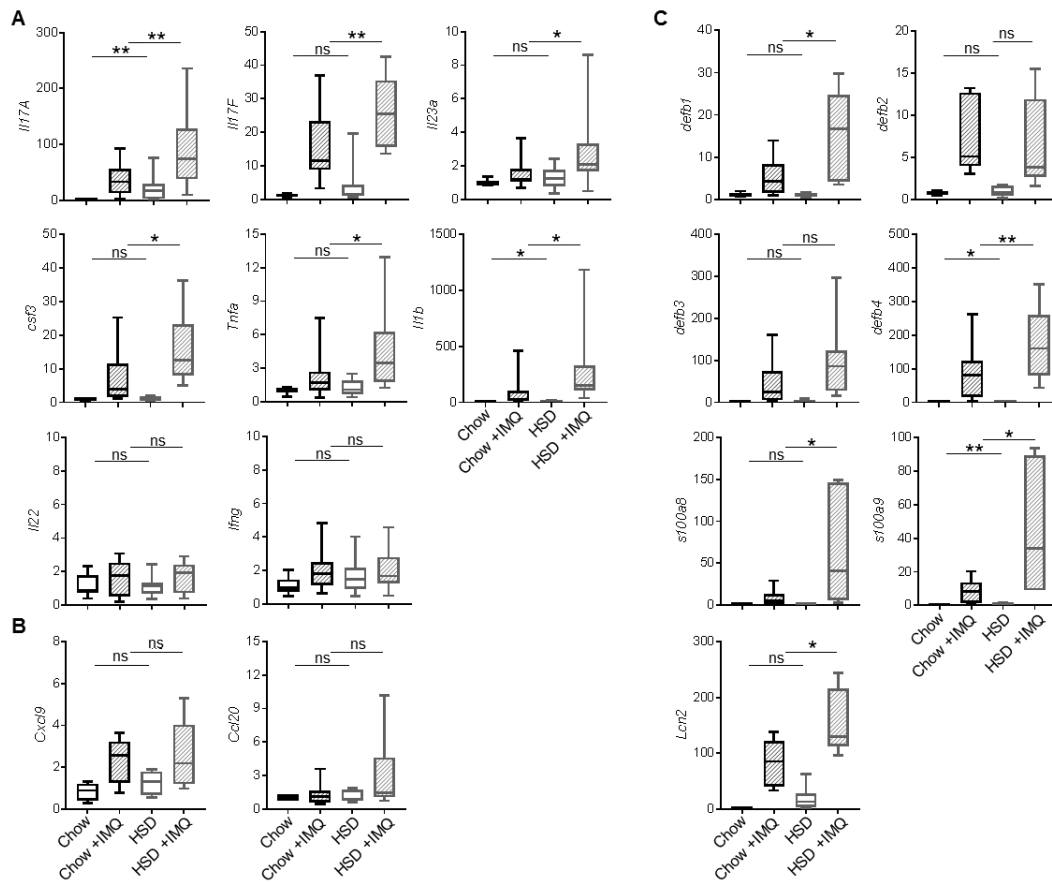 A
Il17A
300
200
100
0
**
**
Il17F
50
40
30
20
10
0
ns
**
Il23a
10
8
6
4
2
0
ns
*
csf3
50
40
30
20
10
0
ns
*
Tnfa
15
12
9
6
3
0
ns
*
Il1b
1500
1000
500
0
*
*
Chow
Chow +IMQ
HSD
HSD +IMQ
Il22
10
8
6
4
2
0
ns
ns
Ifng
10
8
6
4
2
0
ns
ns
B
Cxcl9
8
6
4
2
0
ns
ns
Chow
Chow +IMQ
HSD
HSD +IMQ
Ccl20
15
12
9
6
3
0
ns
ns
Chow
Chow +IMQ
HSD
HSD +IMQ
C
defb1
40
30
20
10
0
ns
*
defb2
20
15
10
5
0
ns
ns
defb3
400
300
200
100
0
ns
ns
defb4
400
300
200
100
0
*
**
s100a8
200
150
100
50
0
ns
*
s100a9
100
80
60
40
20
0
**
*
Chow
Chow +IMQ
HSD
HSD +IMQ
Lcn2
300
200
100
0
ns
*
Chow
Chow +IMQ
HSD
HSD +IMQ